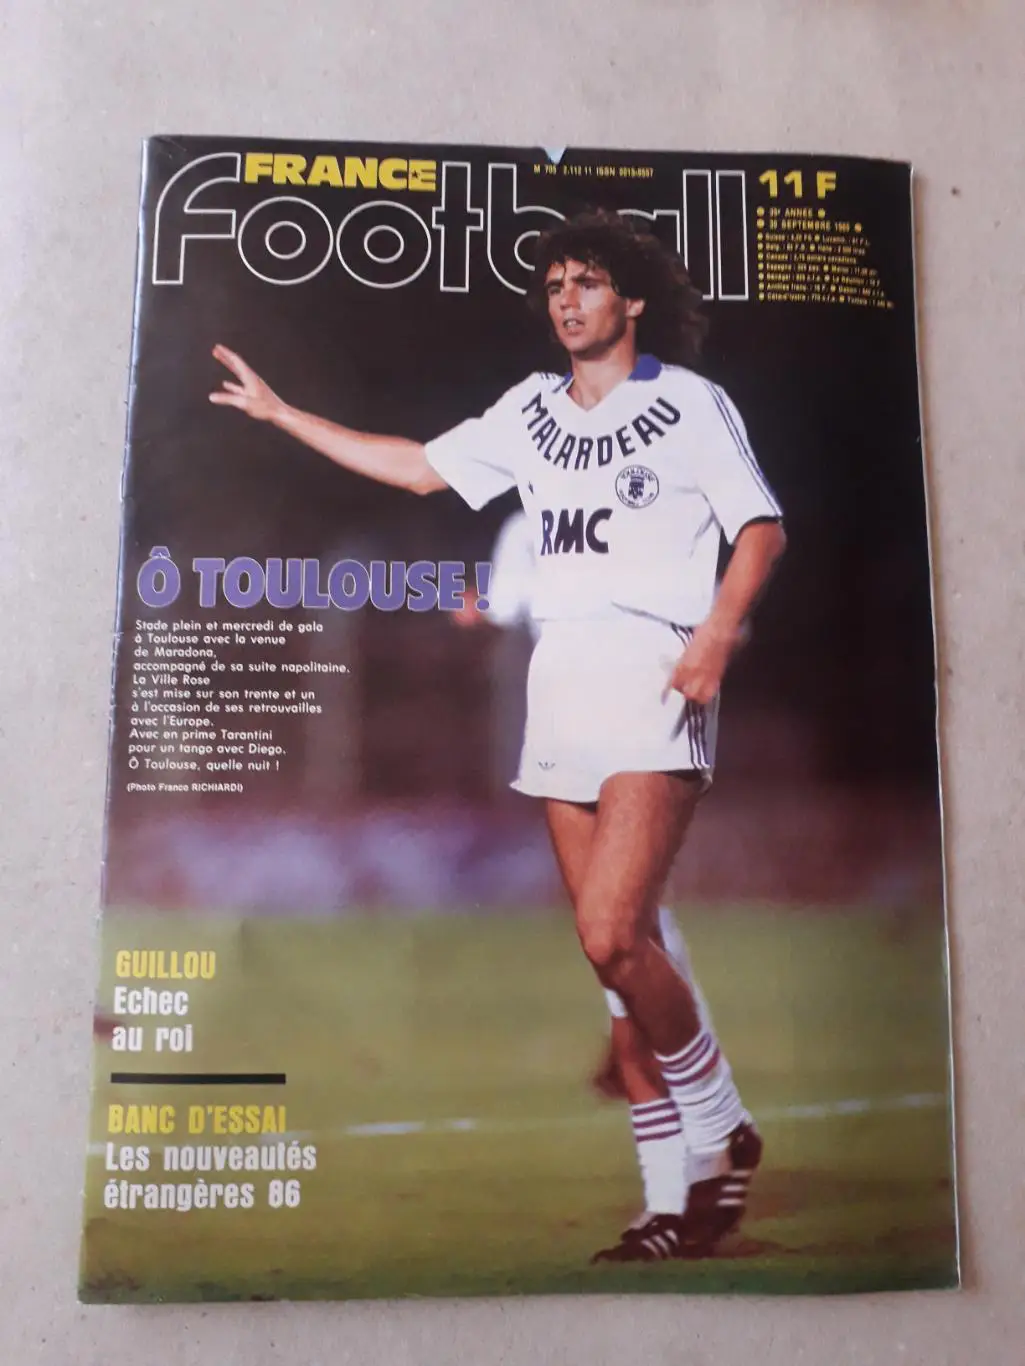 FRANCE
football
11 F
SEPTEMBRE
MALARDEAU
RMC
Ô TOULOUSE !
Stade plein et mercredi de gala
à Toulouse avec la venue
de Maradona,
accompagné de sa suite napolitaine.
La Ville Rose
s'est mise sur son trente et un
à l'occasion de ses retrouvailles
avec l'Europe.
Avec en prime Tarantini
pour un tango avec Diego.
Ô Toulouse, quelle nuit !
(Photo Franco RICHIARDI)
GUILLOU
Echec
au roi
BANC D'ESSAI
Les nouveautés
étrangères 86